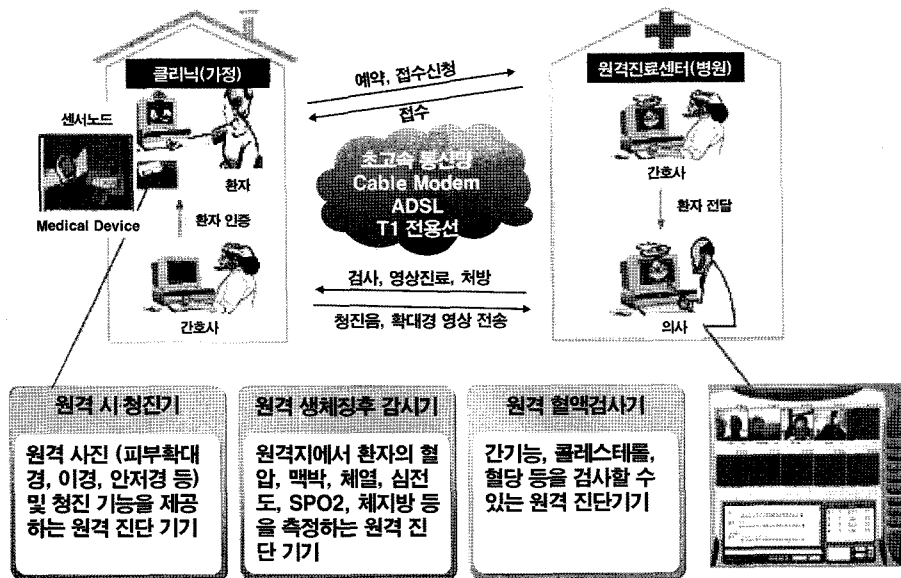 클리닉(가정)
센서노드
환자
Medical Device
환자 인증
간호사
예약, 접수신청
접수
초고속 통신망
Cable Modem
ADSL
T1 전용선
검사, 영상진료, 처방
청진음, 확대경 영상 전송
원격진료센터(병원)
간호사
환자 전달
의사
원격 시청진기
원격 사진 (피부확대
경, 이경, 안저경 등)
및 청진 기능을 제공
하는 원격 진단 기기
원격 생체징후 감시기
원격지에서 환자의 혈
압, 맥박, 체열, 심전
도, SPO2, 체지방 등
을 측정하는 원격 진
단 기기
원격 혈액검사기
간기능, 콜레스테롤,
혈당 등을 검사할 수
있는 원격 진단기기